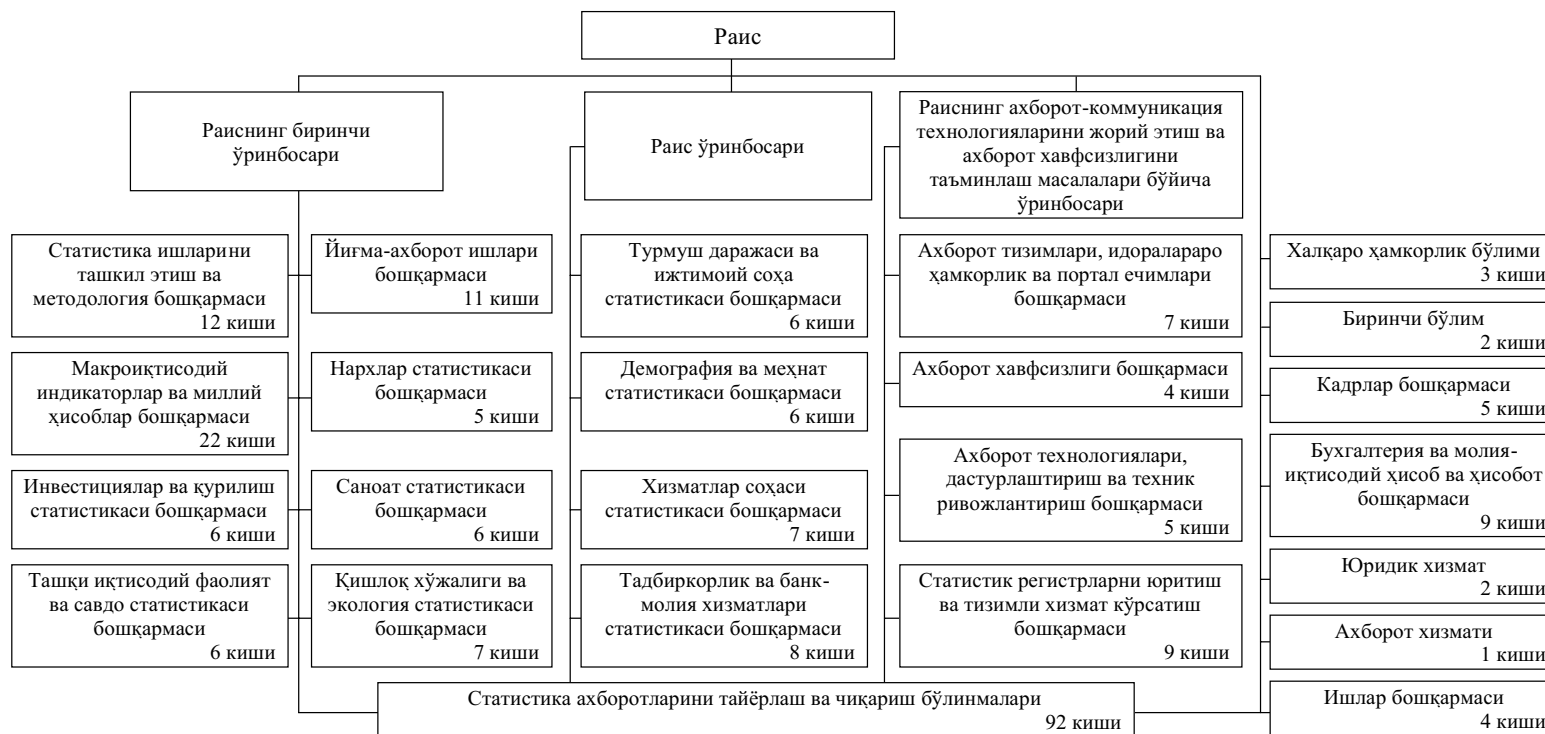 Раис
Раиснинг биринчи
ўринбосари
Раис ўринбосари
Раиснинг ахборот-коммуникация
технологияларини жорий этиш ва
ахборот хавфсизлигини
таъминлаш масалалари бўйича
ўринбосари
Статистика ишларини
ташкил этиш ва
методология бошқармаси
12 киши
Йиғма-ахборот ишлари
бошқармаси
11 киши
Турмуш даражаси ва
ижтимоий соҳа
статистикаси бошқармаси
6 киши
Ахборот тизимлари, идоралараро
ҳамкорлик ва портал ечимлари
бошқармаси
7 киши
Халқаро ҳамкорлик бўлими
3 киши
Биринчи бўлим
2 киши
Макроиқтисодий
индикаторлар ва миллий
ҳисоблар бошқармаси
22 киши
Нархлар статистикаси
бошқармаси
5 киши
Демография ва меҳнат
статистикаси бошқармаси
6 киши
Ахборот хавфсизлиги бошқармаси
4 киши
Кадрлар бошқармаси
5 киши
Инвестициялар ва қурилиш
статистикаси бошқармаси
6 киши
Саноат статистикаси
бошқармаси
6 киши
Хизматлар соҳаси
статистикаси бошқармаси
7 киши
Ахборот технологиялари,
дастурлаштириш ва техник
ривожлантириш бошқармаси
5 киши
Бухгалтерия ва молия-
иқтисодий ҳисоб ва ҳисобот
бошқармаси
9 киши
Юридик хизмат
2 киши
Ташқи иқтисодий фаолият
ва савдо статистикаси
бошқармаси
6 киши
Қишлоқ хўжалиги ва
экология статистикаси
бошқармаси
7 киши
Тадбиркорлик ва банк-
молия хизматлари
статистикаси бошқармаси
8 киши
Статистик регистрларни юритиш
ва тизимли хизмат кўрсатиш
бошқармаси
9 киши
Ахборот хизмати
1 киши
Статистика ахборотларини тайёрлаш ва чиқариш бўлинмалари
92 киши
Ишлар бошқармаси
4 киши